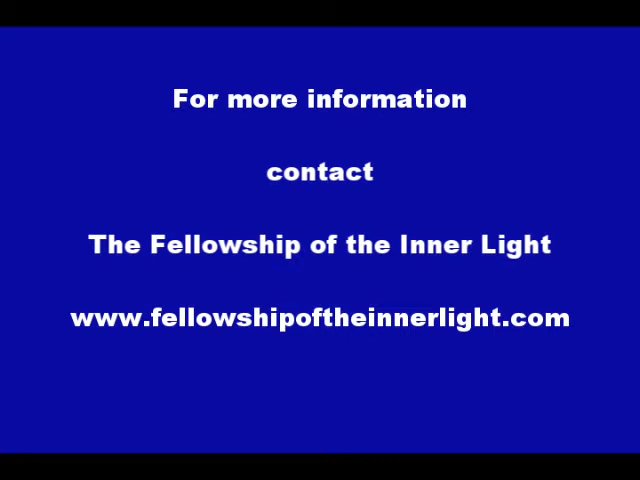 For more information
contact
The Fellowship of the Inner Light
www.fellowshipoftheinnerlight.com